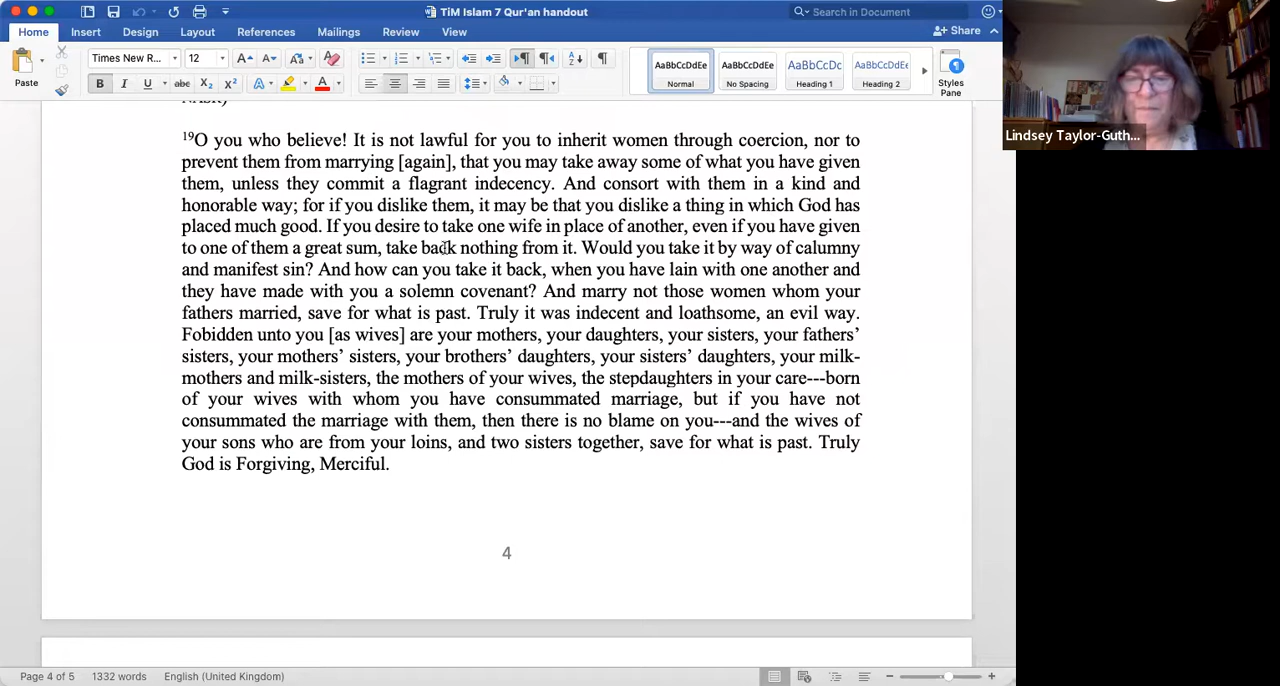 TiM Islam 7 Qur'an handout
Search in Document
Home Insert Design Layout References Mailings Review View
Share
Paste
Times New R... 12
AaBbCcDdEe AaBbCcDdEe AaBbCcDc AaBbCcDdEe
Normal No Spacing Heading 1 Heading 2
Styles
Pane
19O you who believe! It is not lawful for you to inherit women through coercion, nor to
prevent them from marrying [again], that you may take away some of what you have given
them, unless they commit a flagrant indecency. And consort with them in a kind and
honorable way; for if you dislike them, it may be that you dislike a thing in which God has
placed much good. If you desire to take one wife in place of another, even if you have given
to one of them a great sum, take back nothing from it. Would you take it by way of calumny
and manifest sin? And how can you take it back, when you have lain with one another and
they have made with you a solemn covenant? And marry not those women whom your
fathers married, save for what is past. Truly it was indecent and loathsome, an evil way.
Fobidden unto you [as wives] are your mothers, your daughters, your sisters, your fathers’
sisters, your mothers’ sisters, your brothers’ daughters, your sisters’ daughters, your milk-
mothers and milk-sisters, the mothers of your wives, the stepdaughters in your care---born
of your wives with whom you have consummated marriage, but if you have not
consummated the marriage with them, then there is no blame on you---and the wives of
your sons who are from your loins, and two sisters together, save for what is past. Truly
God is Forgiving, Merciful.
4
Page 4 of 5 1332 words English (United Kingdom)
Lindsey Taylor-Guth...